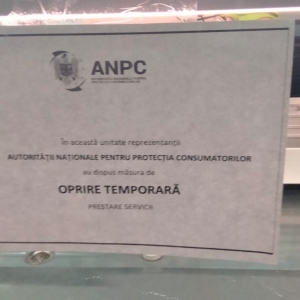 ANPC
În această unitate reprezentanții
AUTORITĂȚII NAȚIONALE PENTRU PROTECȚIA CONSUMATORILOR
au dispus măsura de
OPRIRE TEMPORARĂ
PRESTARE SERVICII